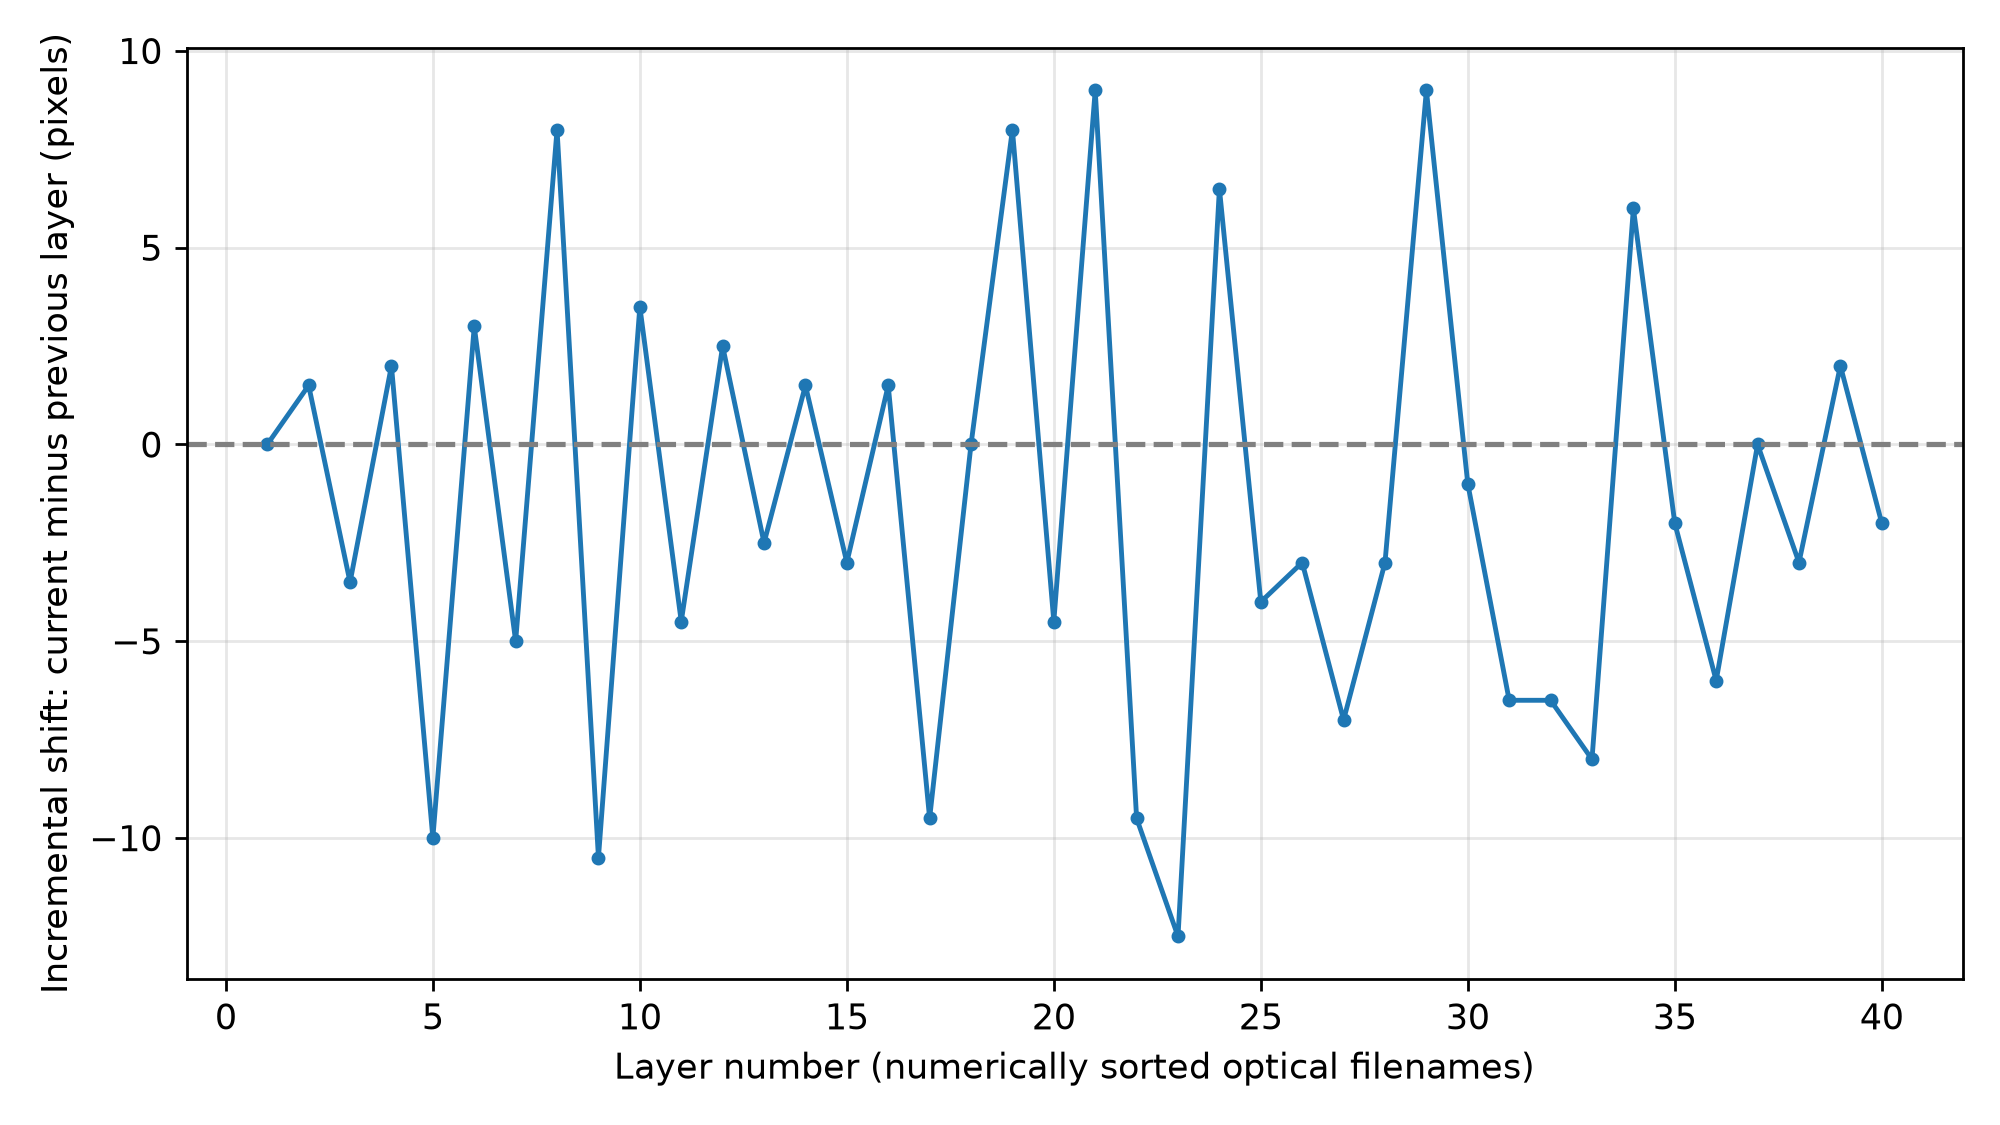 Incremental shift: current minus previous layer (pixels)
10
5
0
−5
−10
0 5 10 15 20 25 30 35 40
Layer number (numerically sorted optical filenames)